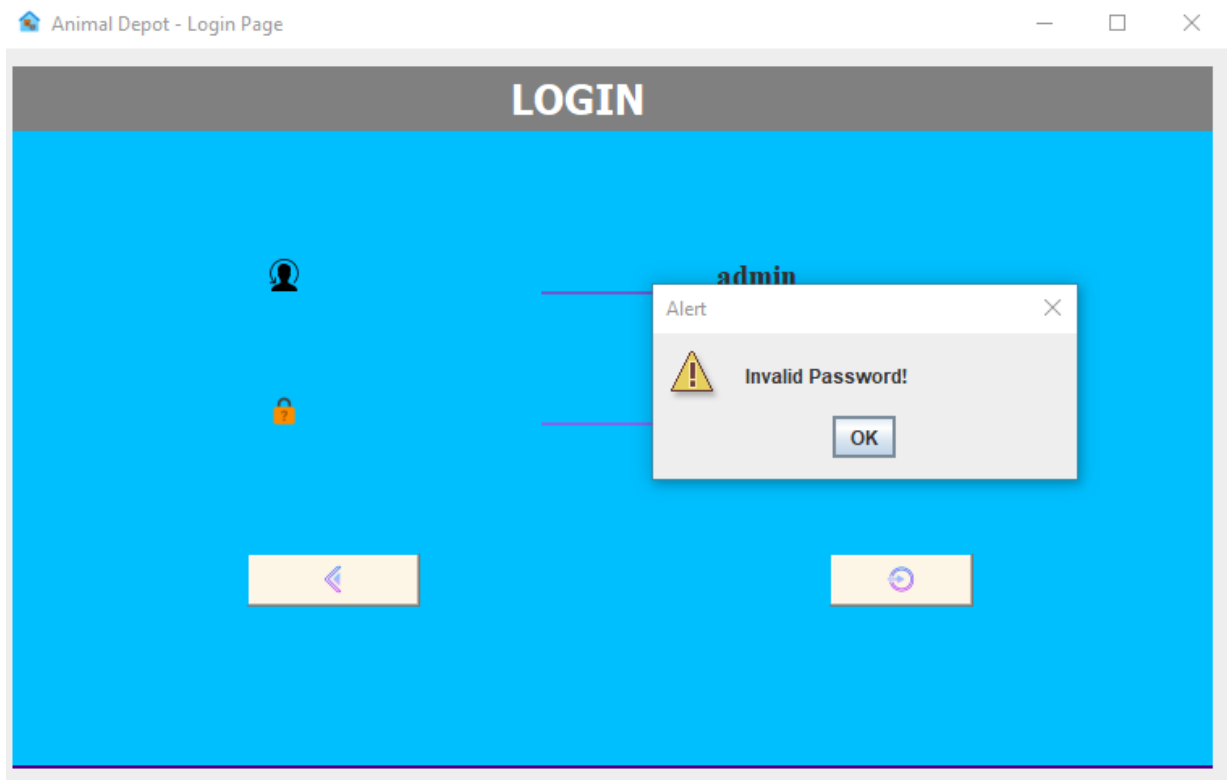 Animal Depot - Login Page
LOGIN
admin
Alert
Invalid Password!
?
OK